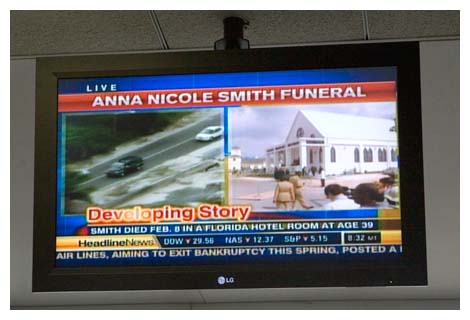 LIVE
ANNA NICOLE SMITH FUNERAL
Developing Story
SMITH DIED FEB. 8 IN A FLORIDA HOTEL ROOM AT AGE 39
HeadlineNews DOW ▼ 29.56 NAS ▼ 12.37 S&P ▼ 5.15 8:32 MT
AIR LINES, AIMING TO EXIT BANKRUPTCY THIS SPRING, POSTED A
LG